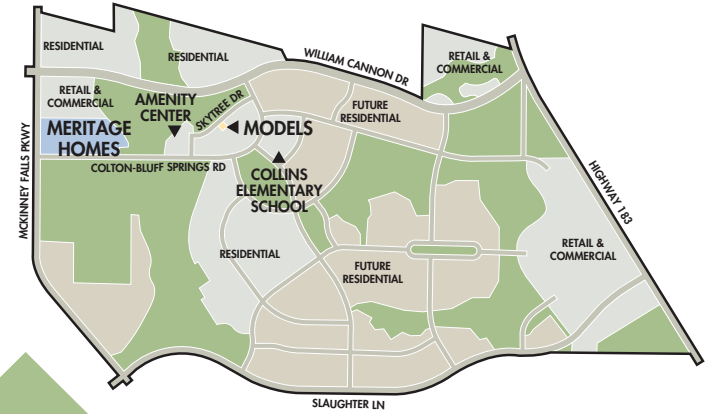 RESIDENTIAL
RESIDENTIAL
WILLIAM CANNON DR
RETAIL &
COMMERCIAL
RETAIL &
COMMERCIAL
AMENITY
CENTER
SKYTREE DR
FUTURE
RESIDENTIAL
MERITAGE
HOMES
MODELS
MCKINNEY FALLS PKWY
COLTON-BLUFF SPRINGS RD
COLLINS
ELEMENTARY
SCHOOL
HIGHWAY 183
RESIDENTIAL
FUTURE
RESIDENTIAL
RETAIL &
COMMERCIAL
SLAUGHTER LN